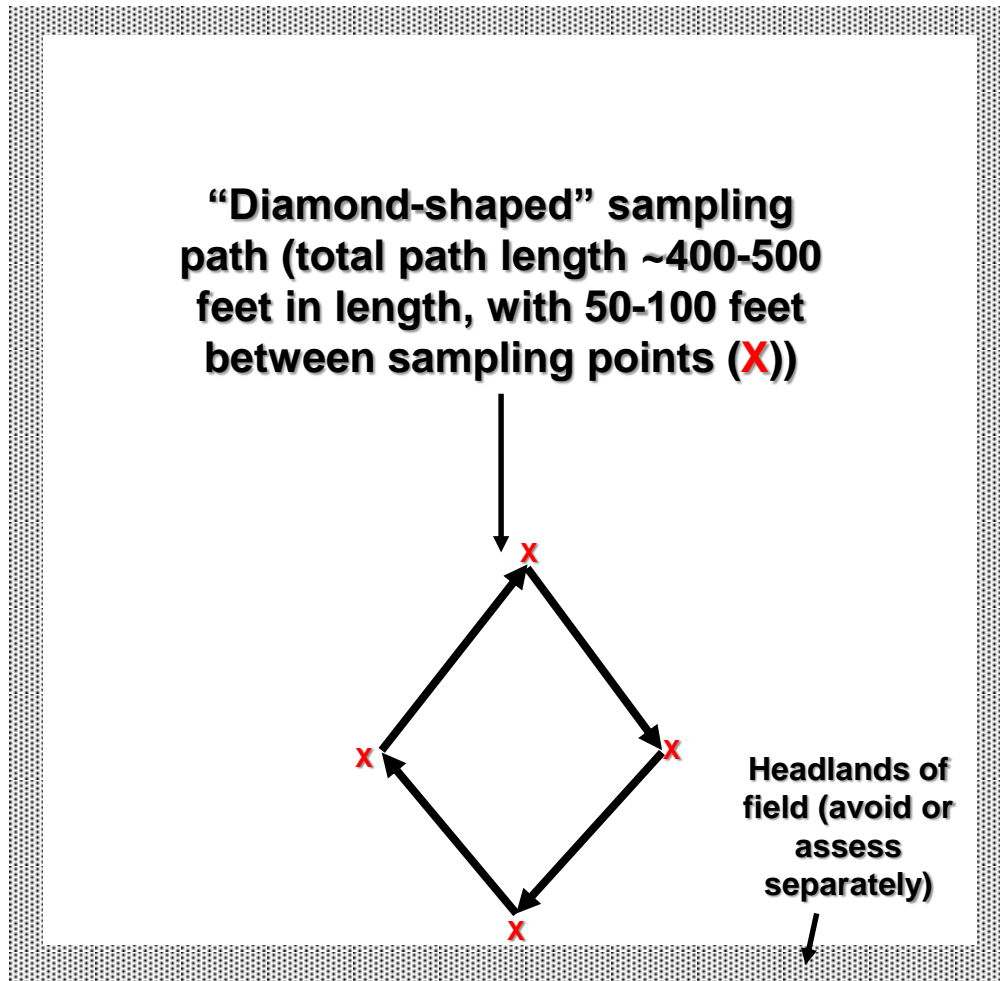 “Diamond-shaped” sampling
path (total path length ~400-500
feet in length, with 50-100 feet
between sampling points (X))
X
X
X
Headlands of
field (avoid or
assess
separately)
X